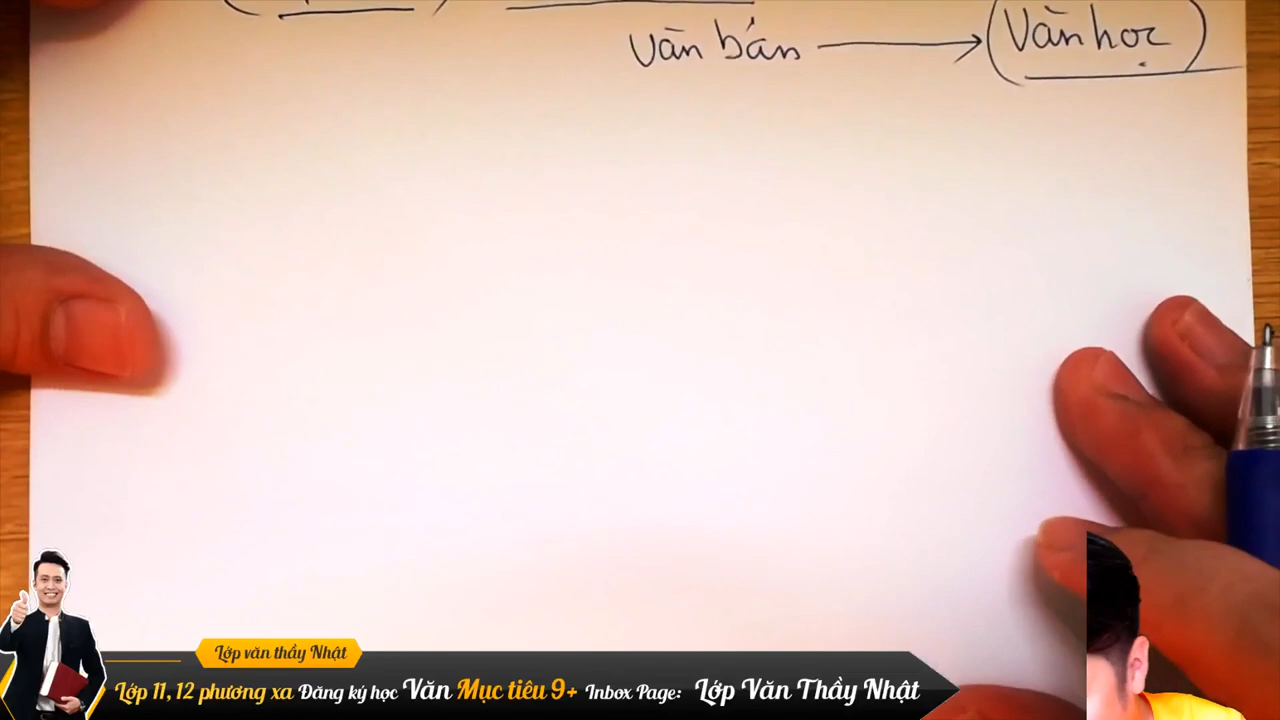 văn bản → (văn học)
Lớp văn thầy Nhật
Lớp 11, 12 phương xa Đăng ký học Văn Mục tiêu 9+ Inbox Page: Lớp Văn Thầy Nhật